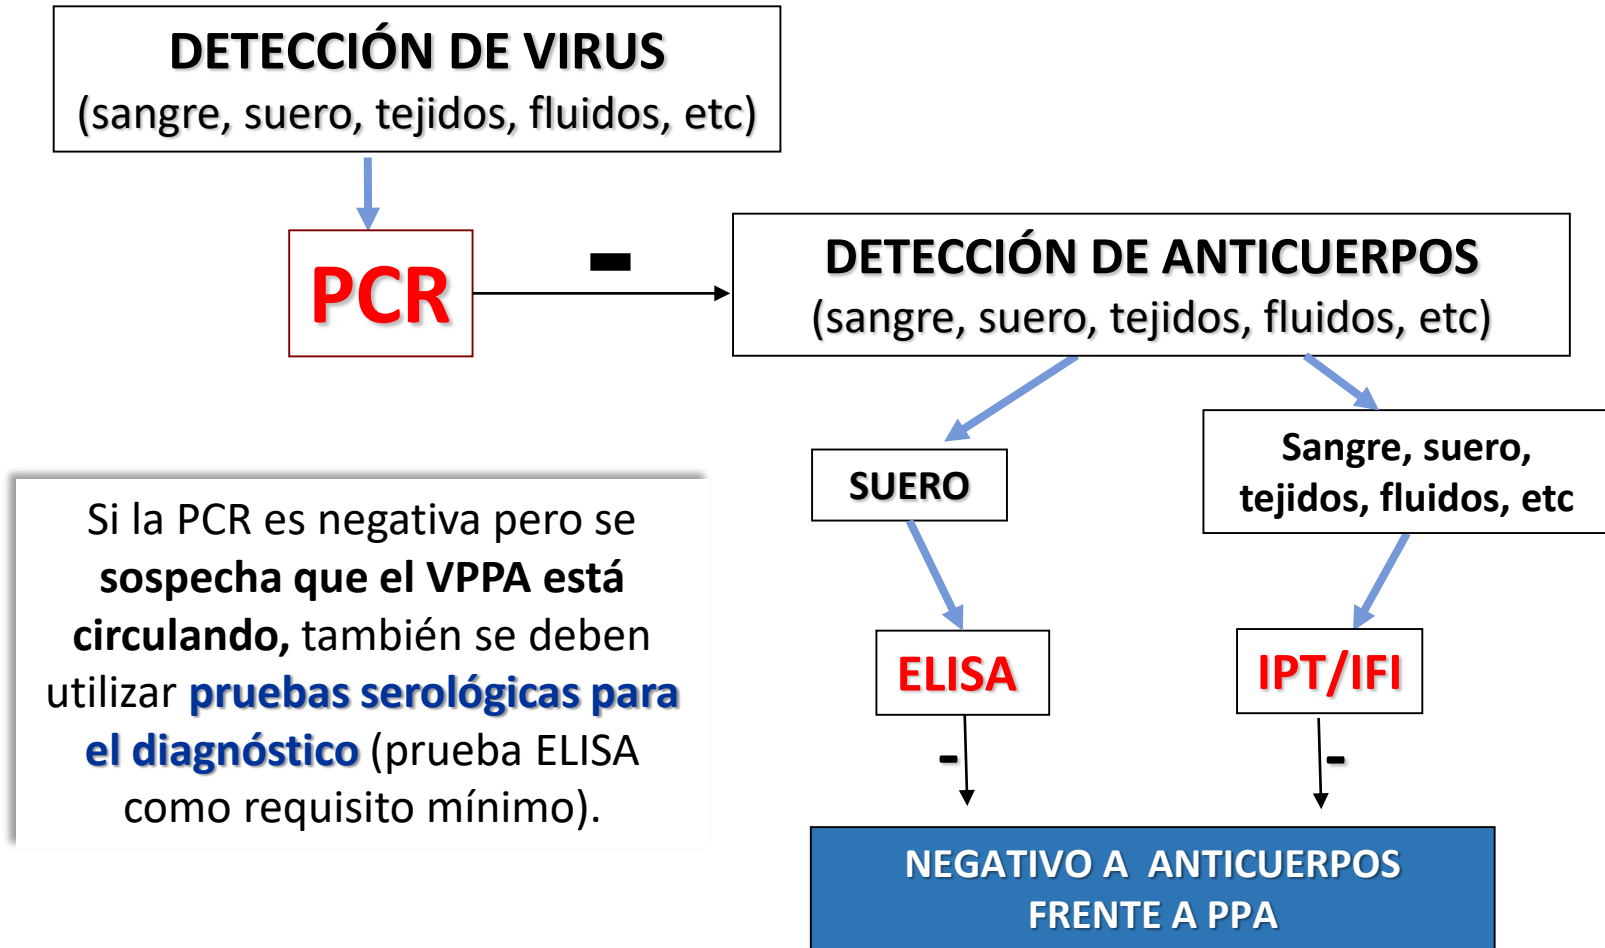 DETECCIÓN DE VIRUS
(sangre, suero, tejidos, fluidos, etc)
PCR
-
DETECCIÓN DE ANTICUERPOS
(sangre, suero, tejidos, fluidos, etc)
SUERO
Sangre, suero,
tejidos, fluidos, etc
Si la PCR es negativa pero se
sospecha que el VPPA está
circulando, también se deben
utilizar pruebas serológicas para
el diagnóstico (prueba ELISA
como requisito mínimo).
ELISA
IPT/IFI
-
-
NEGATIVO A ANTICUERPOS
FRENTE A PPA